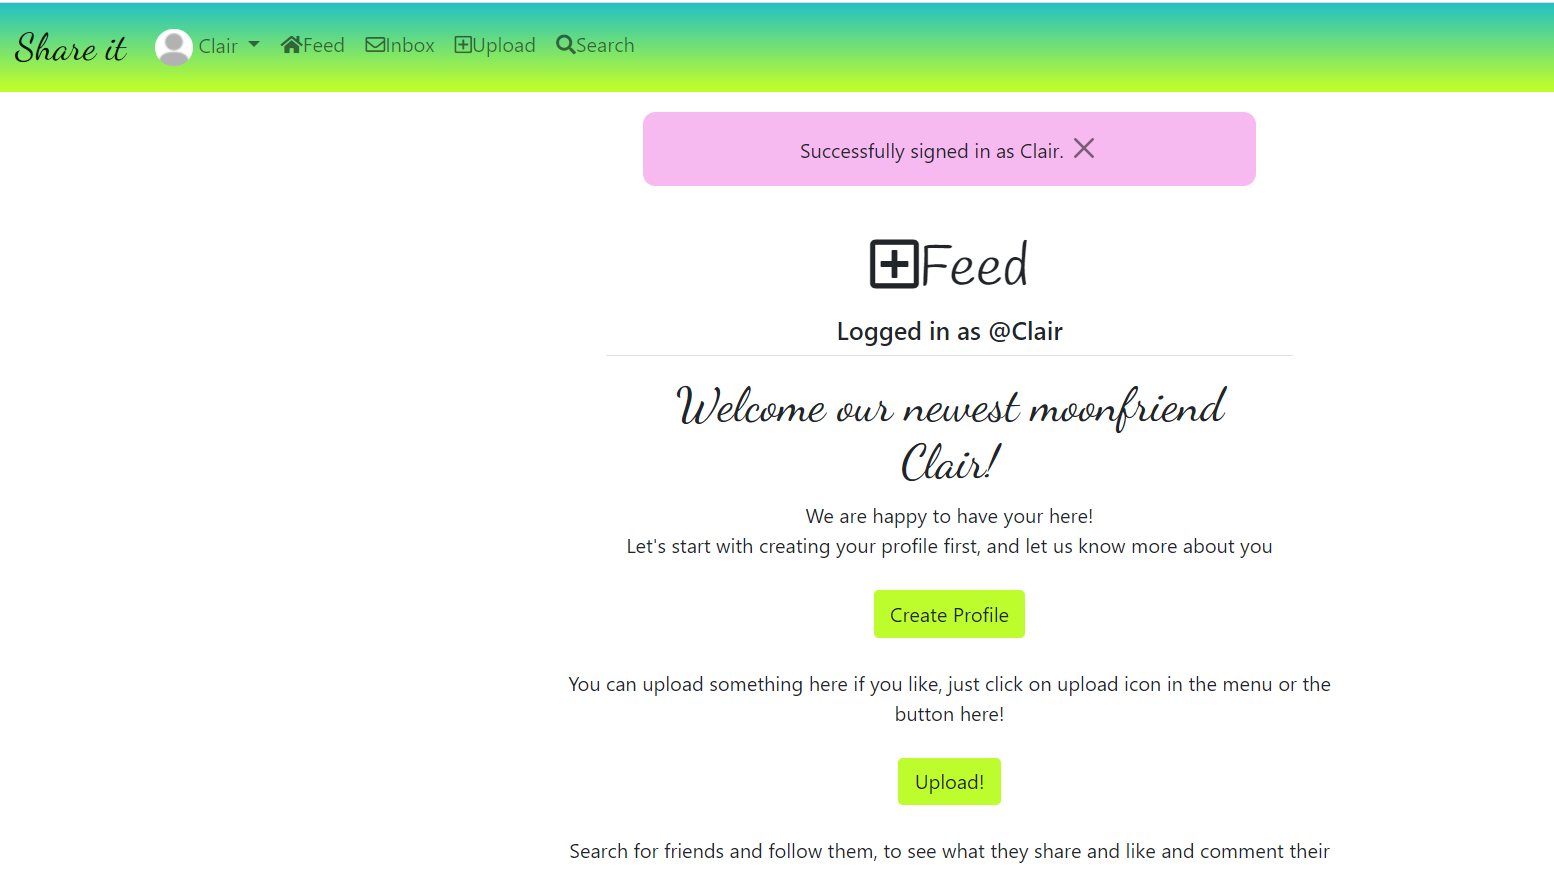 Share it
Clair
Feed
Inbox
Upload
Search
Successfully signed in as Clair.
Feed
Logged in as @Clair
Welcome our newest moonfriend
Clair!
We are happy to have your here!
Let's start with creating your profile first, and let us know more about you
Create Profile
You can upload something here if you like, just click on upload icon in the menu or the
button here!
Upload!
Search for friends and follow them, to see what they share and like and comment their